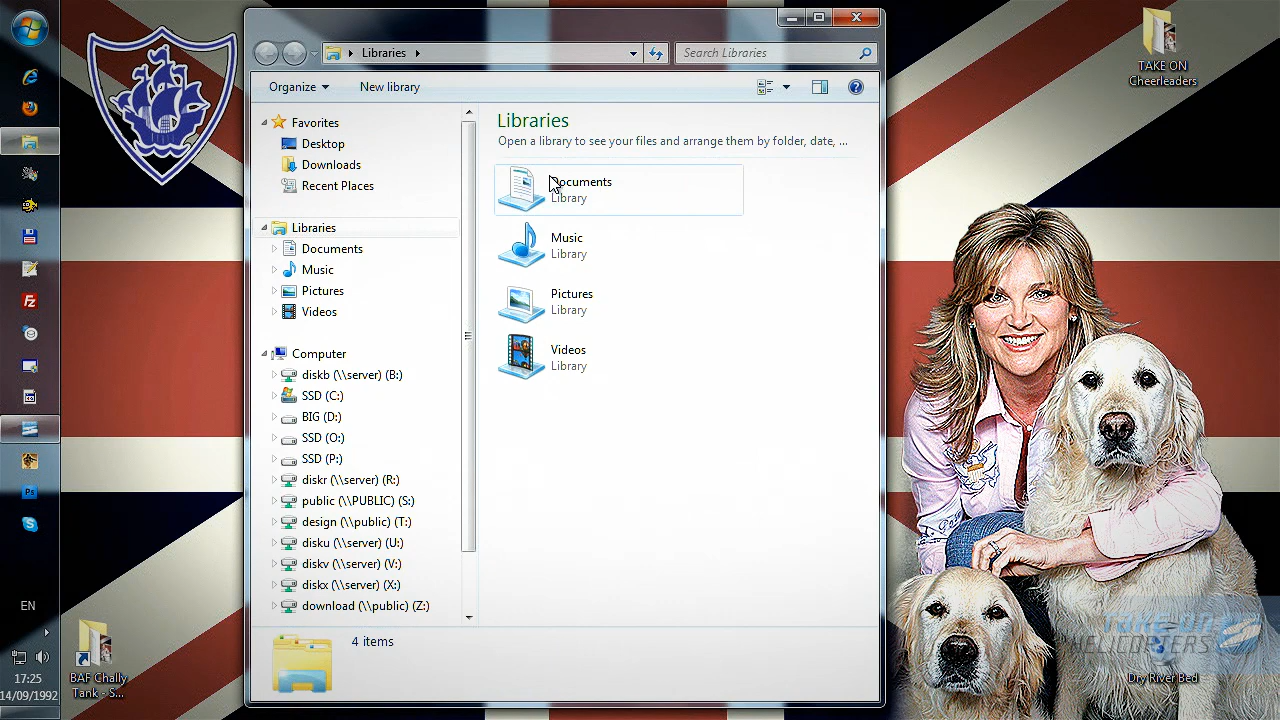 Libraries
Search Libraries
Organize
New library
Favorites
Desktop
Downloads
Recent Places
Libraries
Documents
Music
Pictures
Videos
Computer
diskb (\\server) (B:)
SSD (C:)
BIG (D:)
SSD (O:)
SSD (P:)
diskr (\\server) (R:)
public (\\PUBLIC) (S:)
design (\\public) (T:)
disku (\\server) (U:)
diskv (\\server) (V:)
diskx (\\server) (X:)
download (\\public) (Z:)
Libraries
Open a library to see your files and arrange them by folder, date, ...
Documents
Library
Music
Library
Pictures
Library
Videos
Library
4 items
TAKE ON
Cheerleaders
TAKE ON
HELICOPTERS
Dry River Bed
BAF Chally
Tank - S...
Fz
Ps
EN
17:25
14/09/1992